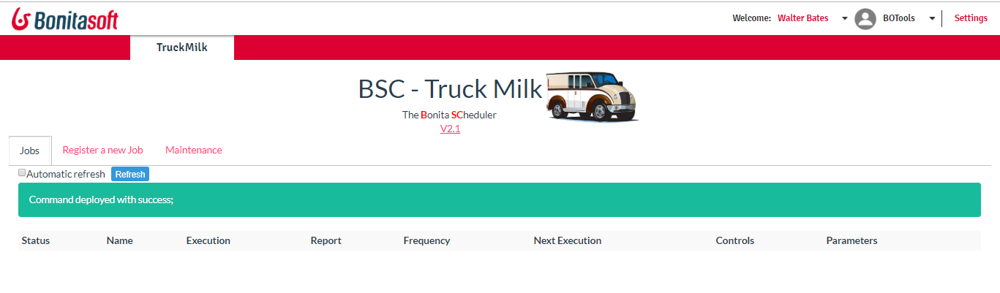 Bonitasoft
Welcome: Walter Bates BOTools Settings
TruckMilk
BSC - Truck Milk
The Bonita SCheduler
V2.1
Jobs Register a new Job Maintenance
Automatic refresh Refresh
Command deployed with success;
Status Name Execution Report Frequency Next Execution Controls Parameters